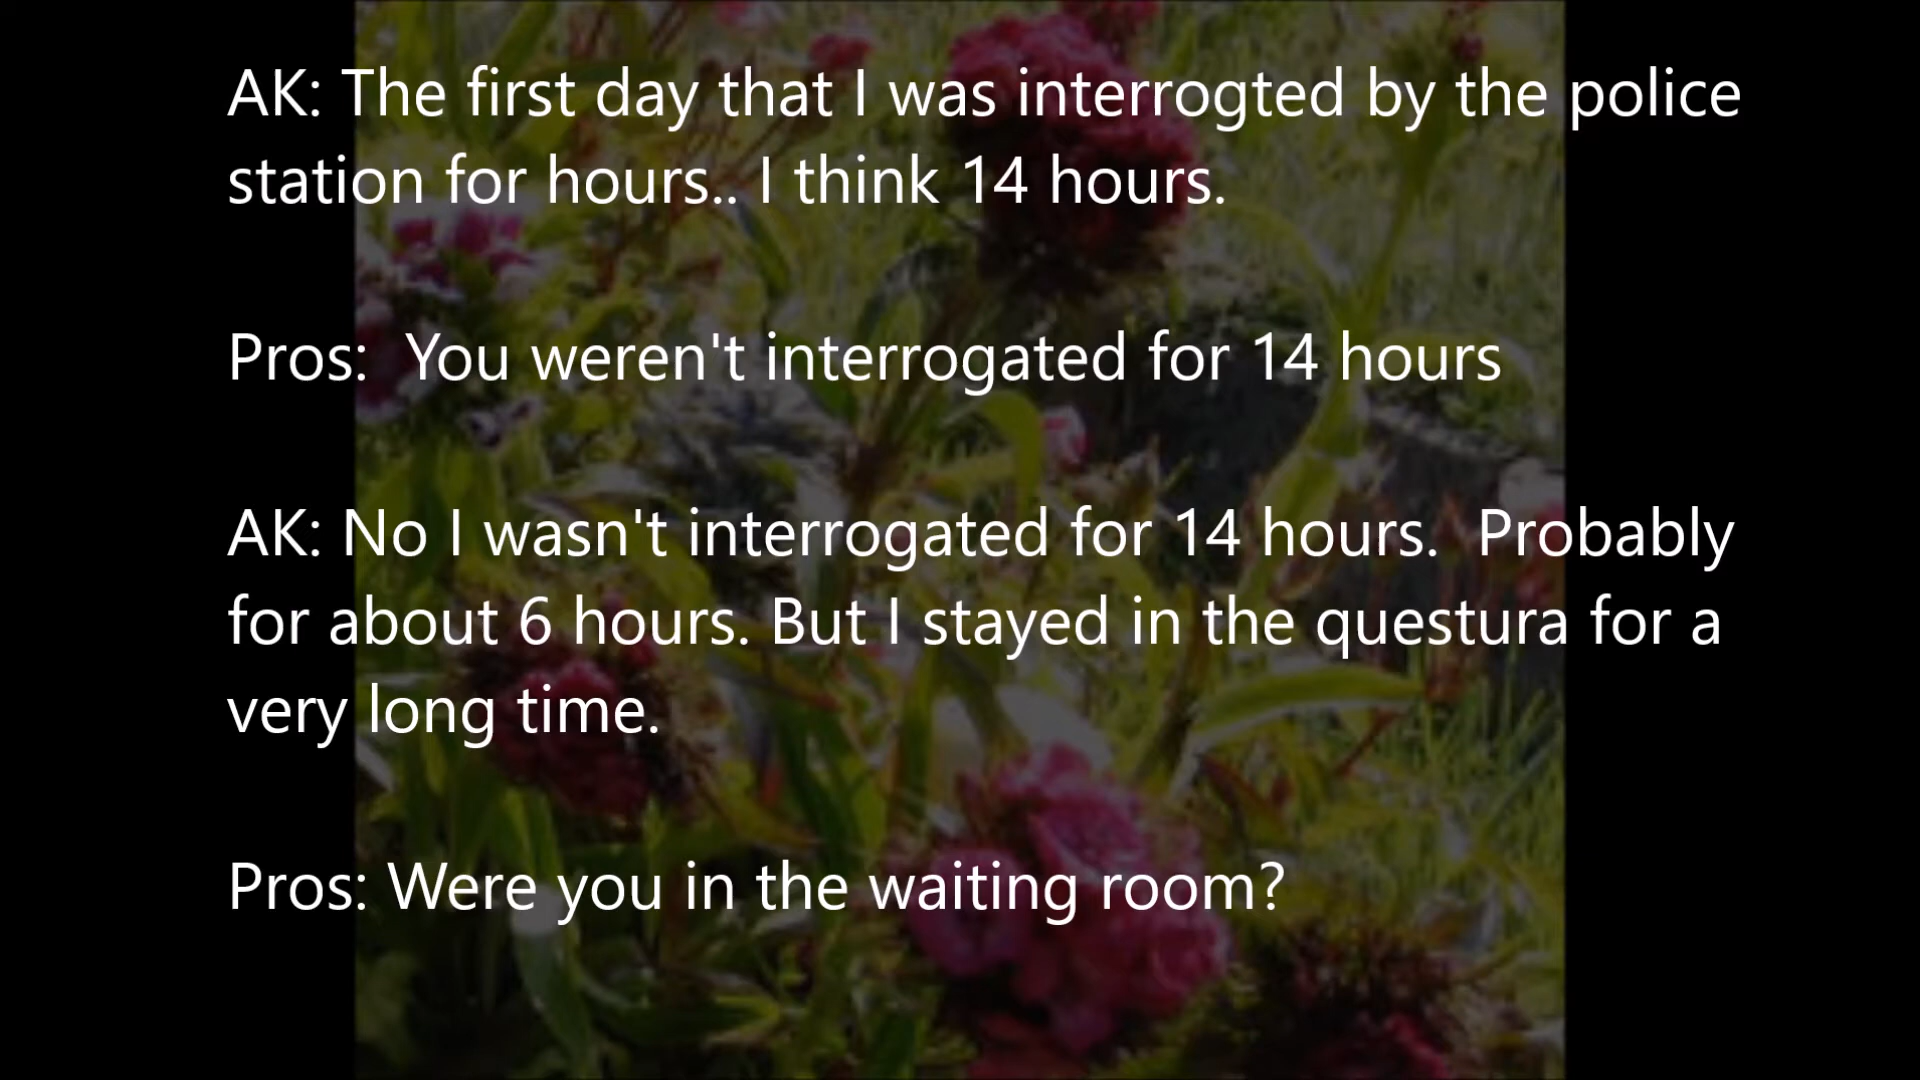 AK: The first day that I was interrogted by the police
station for hours.. I think 14 hours.
Pros:  You weren't interrogated for 14 hours
AK: No I wasn't interrogated for 14 hours.  Probably
for about 6 hours. But I stayed in the questura for a
very long time.
Pros: Were you in the waiting room?